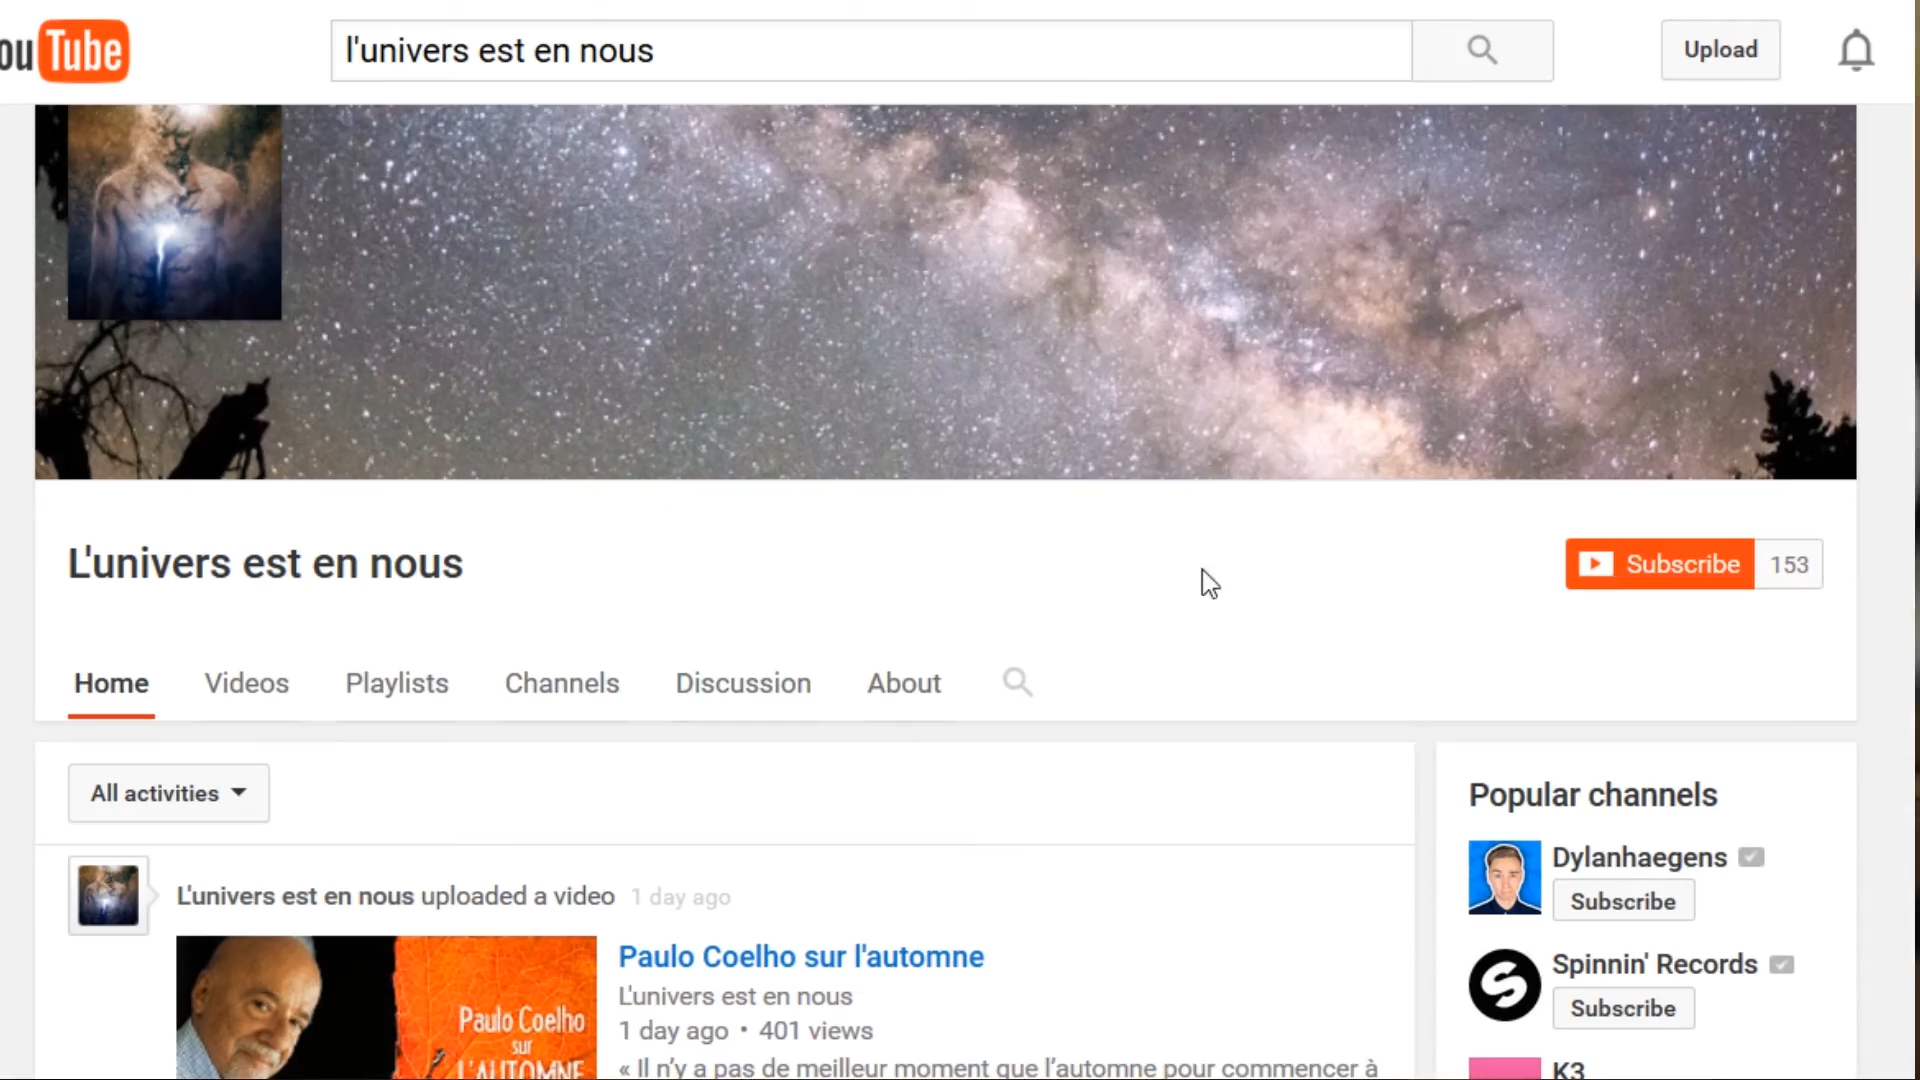 ouTube
l'univers est en nous
Upload
L'univers est en nous
Subscribe 153
Home Videos Playlists Channels Discussion About
All activities
L'univers est en nous uploaded a video 1 day ago
Paulo Coelho
sur
L'AUTOMNE
Paulo Coelho sur l'automne
L'univers est en nous
1 day ago • 401 views
« Il n'y a pas de meilleur moment que l'automne pour commencer à
Popular channels
Dylanhaegens
Subscribe
Spinnin' Records
Subscribe
K3